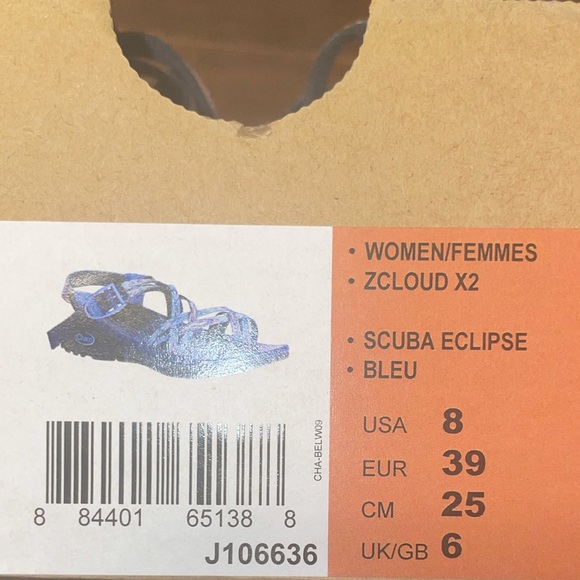 • WOMEN/FEMMES
• ZCLOUD X2
• SCUBA ECLIPSE
• BLEU
USA 8
EUR 39
CM 25
UK/GB 6
CHA-BELW09
8 84401 65138 8
J106636